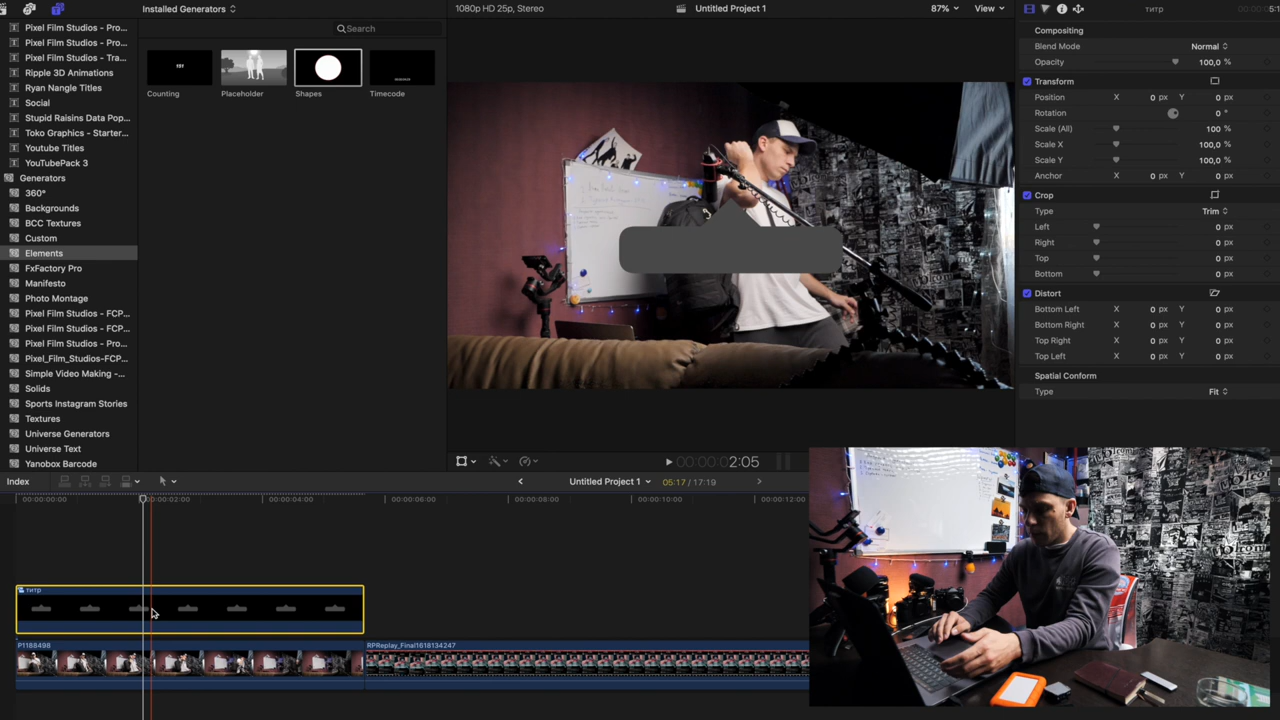 Installed Generators
1080p HD 25p, Stereo
Untitled Project 1
87%
View
титр
Pixel Film Studios - Pro...
Pixel Film Studios - Pro...
Pixel Film Studios - Tra...
Ripple 3D Animations
Ryan Nangle Titles
Social
Stupid Raisins Data Pop...
Toko Graphics - Starter...
Youtube Titles
YouTubePack 3
Generators
360°
Backgrounds
BCC Textures
Custom
Elements
FxFactory Pro
Manifesto
Photo Montage
Pixel Film Studios - FCP...
Pixel Film Studios - FCP...
Pixel Film Studios - Pro...
Pixel_Film_Studios-FCP...
Simple Video Making -...
Solids
Sports Instagram Stories
Textures
Universe Generators
Universe Text
Yanobox Barcode
Search
Counting
Placeholder
Shapes
Timecode
Compositing
Blend Mode Normal
Opacity 100,0 %
Transform
Position X 0 px Y 0 px
Rotation 0 °
Scale (All) 100 %
Scale X 100,0 %
Scale Y 100,0 %
Anchor X 0 px Y 0 px
Crop
Type Trim
Left 0 px
Right 0 px
Top 0 px
Bottom 0 px
Distort
Bottom Left X 0 px Y 0 px
Bottom Right X 0 px Y 0 px
Top Right X 0 px Y 0 px
Top Left X 0 px Y 0 px
Spatial Conform
Type Fit
00:00:00:02:05
Index
Untitled Project 1
05:17 / 17:19
00:00:00:00
00:00:02:00
00:00:04:00
00:00:06:00
00:00:08:00
00:00:10:00
00:00:12:00
титр
P1188498
RPReplay_Final1618134247